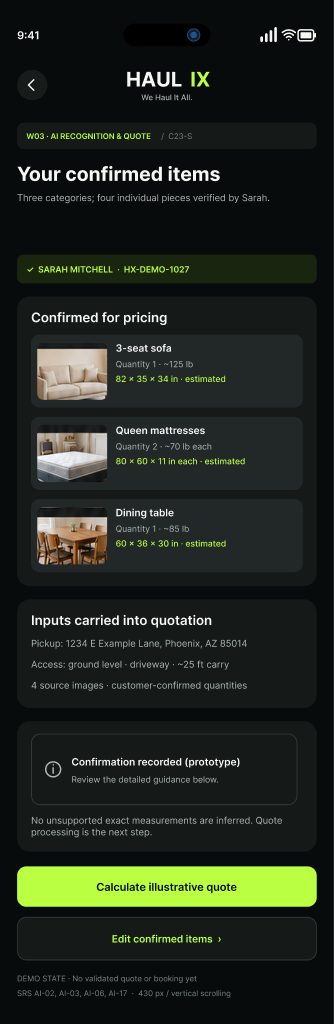 9:41
HAUL IX
We Haul It All.
W03 · AI RECOGNITION & QUOTE / C23-S
Your confirmed items
Three categories; four individual pieces verified by Sarah.
✓ SARAH MITCHELL · HX-DEMO-1027
Confirmed for pricing
3-seat sofa
Quantity 1 · ~125 lb
82 × 35 × 34 in · estimated
Queen mattresses
Quantity 2 · ~70 lb each
80 × 60 × 11 in each · estimated
Dining table
Quantity 1 · ~85 lb
60 × 36 × 30 in · estimated
Inputs carried into quotation
Pickup: 1234 E Example Lane, Phoenix, AZ 85014
Access: ground level · driveway · ~25 ft carry
4 source images · customer-confirmed quantities
Confirmation recorded (prototype)
Review the detailed guidance below.
No unsupported exact measurements are inferred. Quote
processing is the next step.
Calculate illustrative quote
Edit confirmed items ›
DEMO STATE · No validated quote or booking yet
SRS AI-02, AI-03, AI-06, AI-17 · 430 px / vertical scrolling